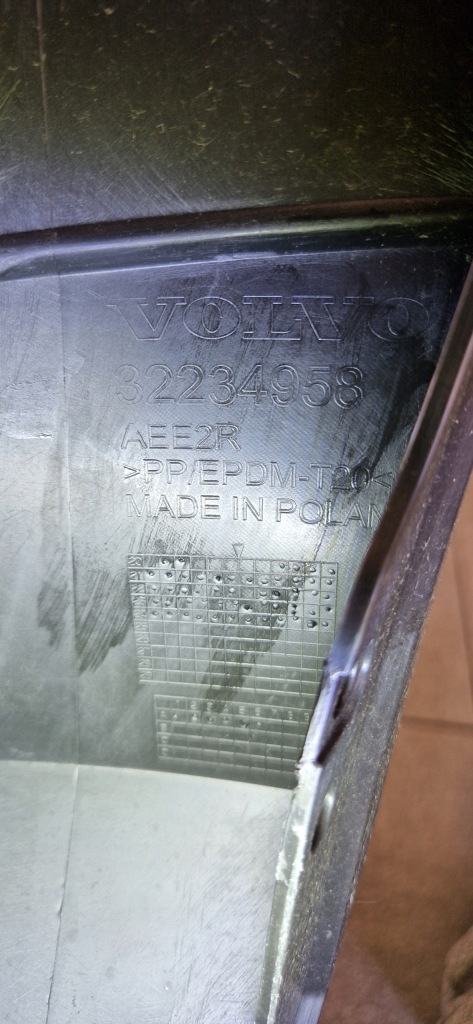 VOLVO
32234958
AEE2R
>PP/EPDM-T20<
MADE IN POLAN